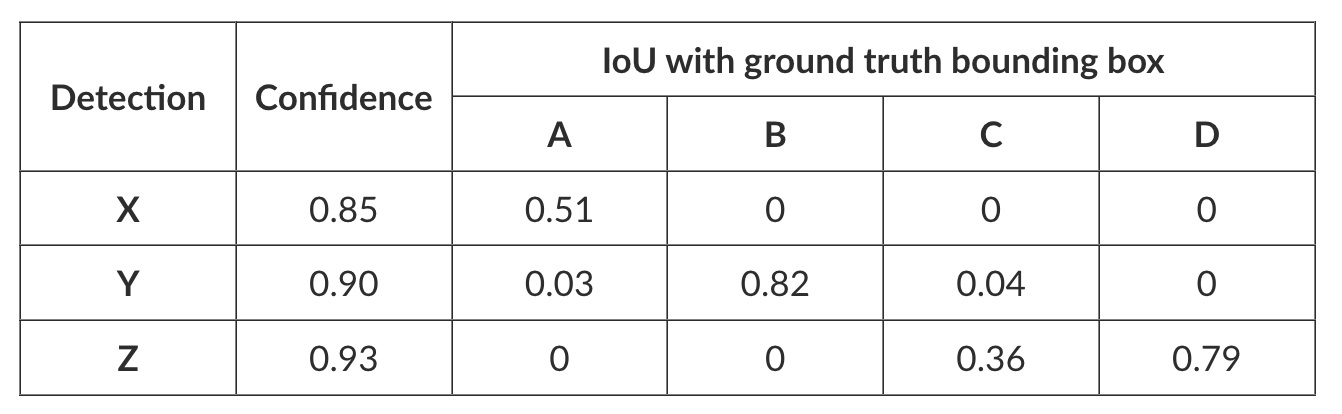 Detection Confidence IoU with ground truth bounding box
A B C D
X 0.85 0.51 0 0 0
Y 0.90 0.03 0.82 0.04 0
Z 0.93 0 0 0.36 0.79